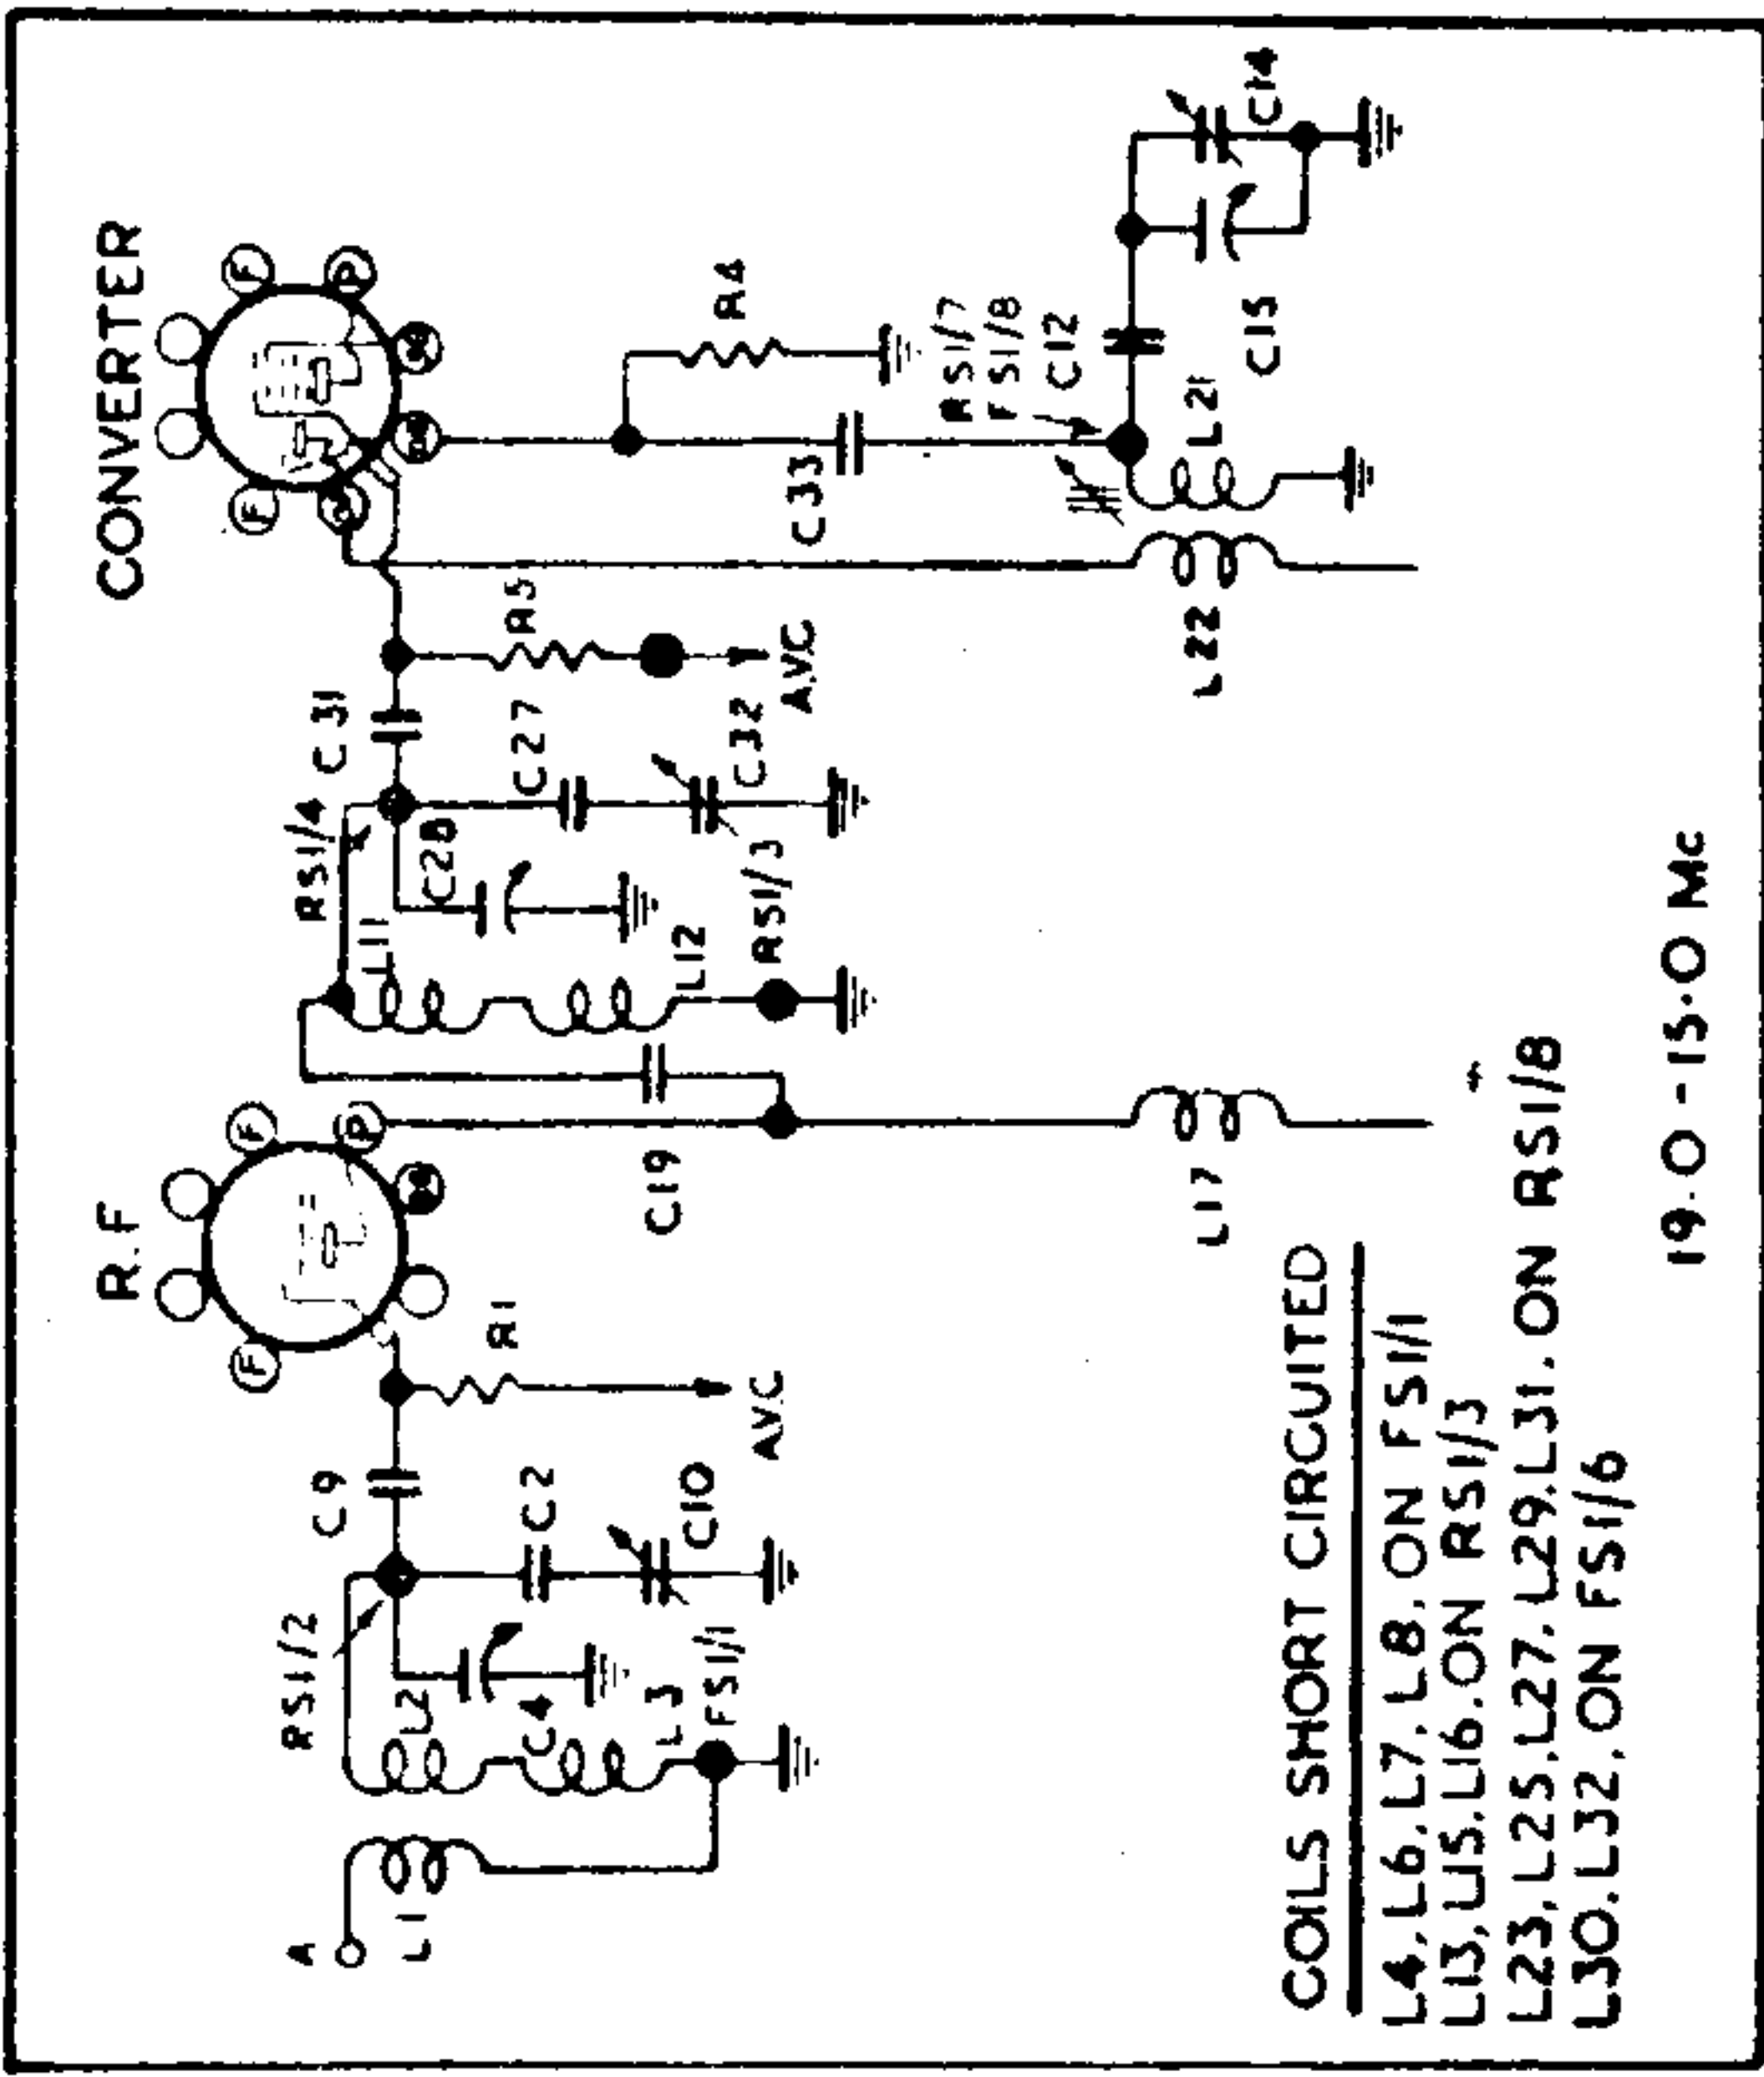 R.F
CONVERTER
F
F
P
F
F
P
G
A
L1
RS1/2
L2
C4
L3
FS1/1
C9
C2
C10
R1
A.V.C
C19
L17
+
RS1/4
L11
L12
RS1/3
C28
C31
C27
C32
R5
A.V.C
L22
C33
R4
RS1/7
FS1/8
C12
L21
C15
C14
COILS SHORT CIRCUITED
L4, L6, L7, L8, ON FS1/1
L13, L15, L16, ON RS1/3
L23, L25, L27, L29, L31, ON RS1/8
L30, L32, ON FS1/6
19.0-15.0 Mc